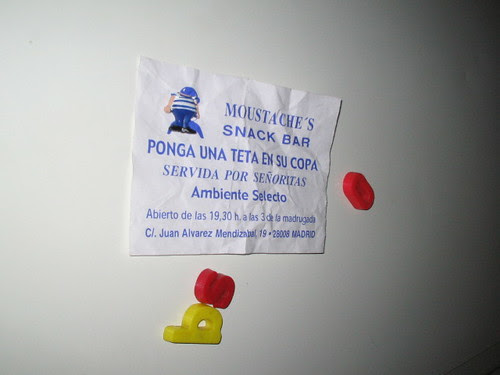 MOUSTACHE´S
SNACK BAR
PONGA UNA TETA EN SU COPA
SERVIDA POR SEÑORITAS
Ambiente Selecto
Abierto de las 19,30 h. a las 3 de la madrugada
C/. Juan Alvarez Mendizabal, 19 • 28008 MADRID